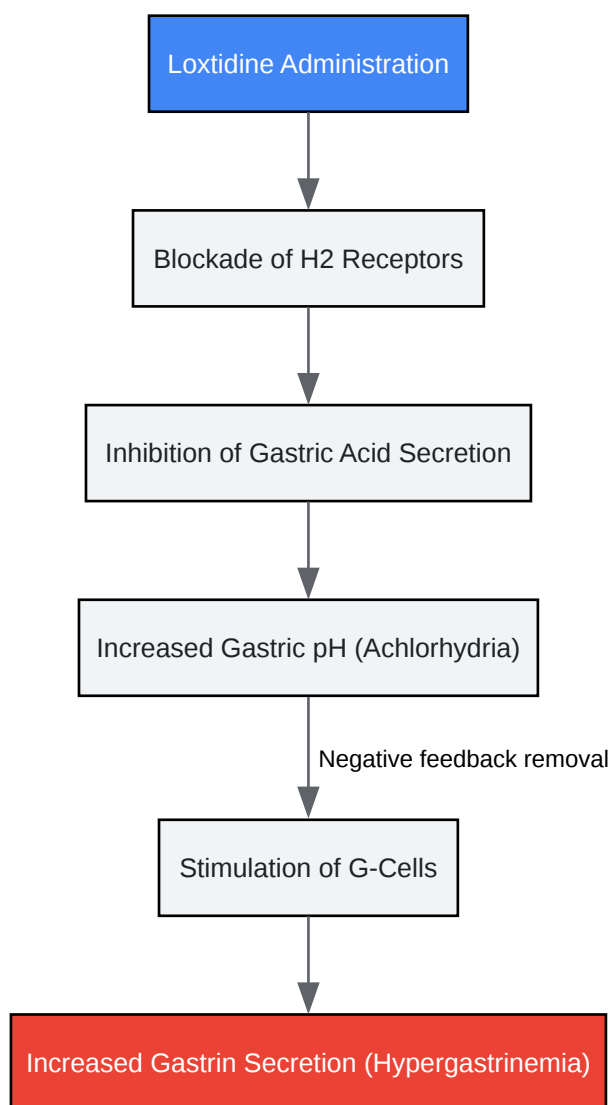 Loxtidine Administration
Blockade of H2 Receptors
Inhibition of Gastric Acid Secretion
Increased Gastric pH (Achlorhydria)
Negative feedback removal
Stimulation of G-Cells
Increased Gastrin Secretion (Hypergastrinemia)